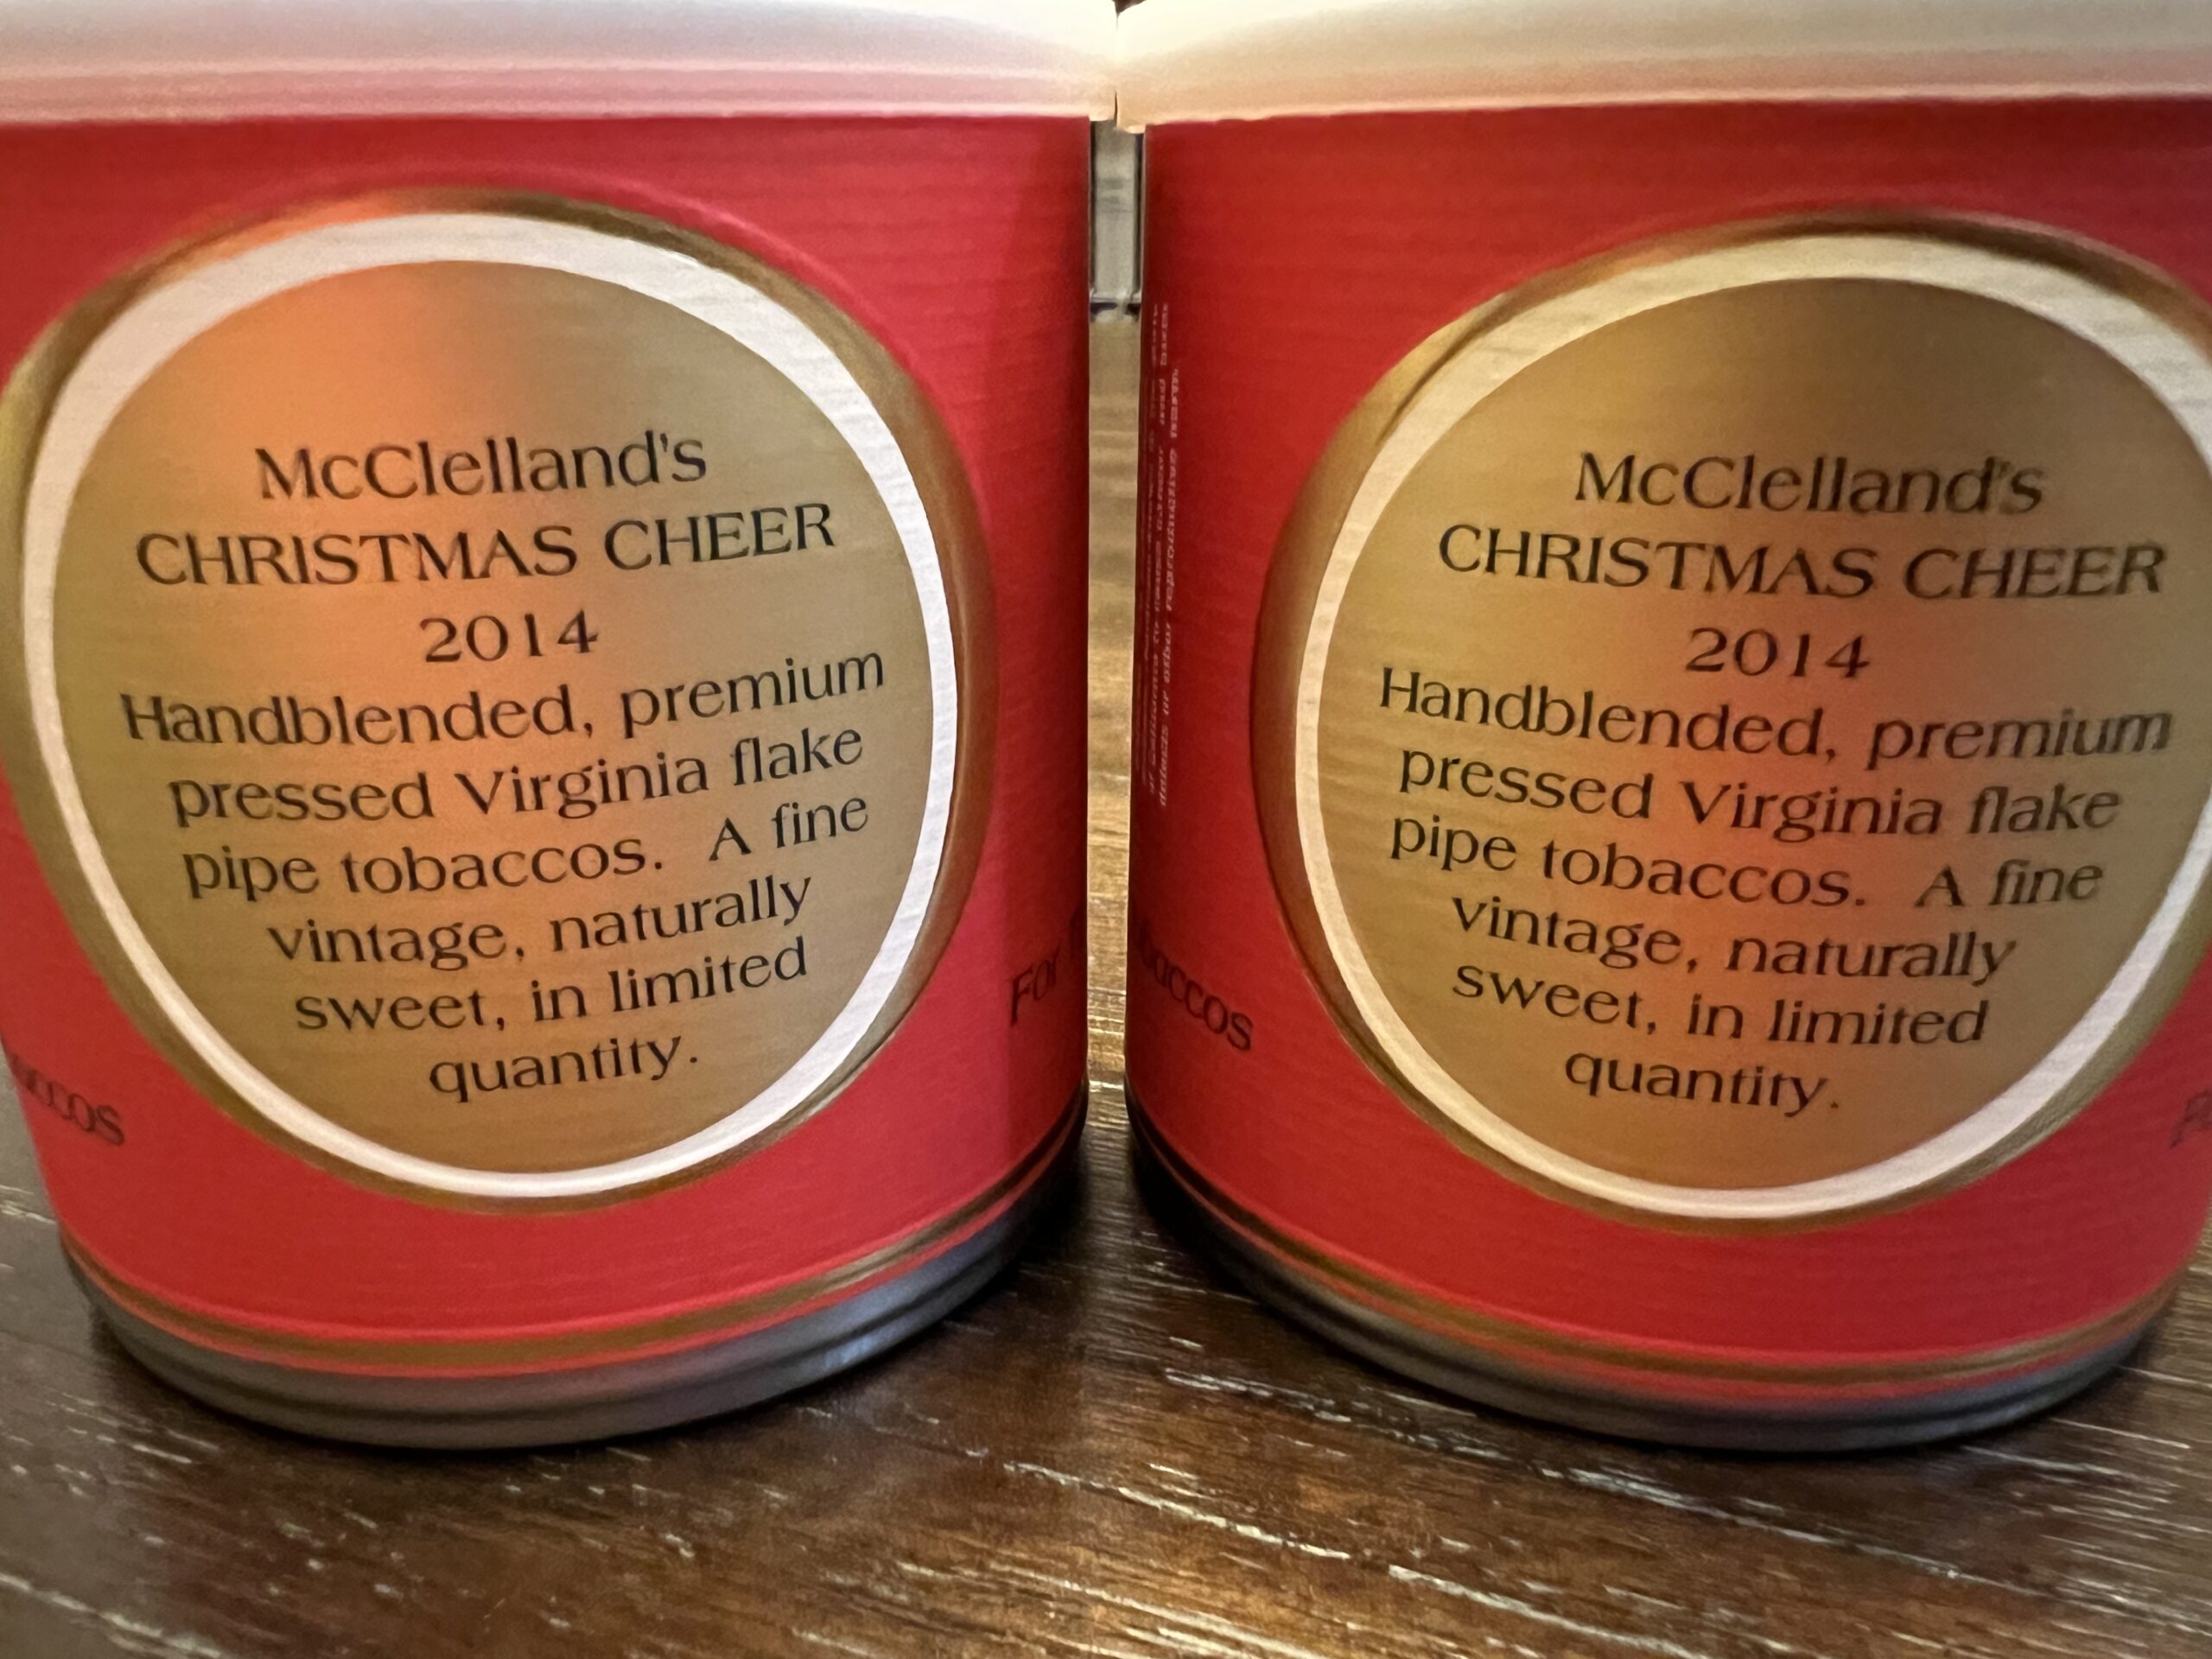 McClelland's
CHRISTMAS CHEER
2014
Handblended, premium
pressed Virginia flake
pipe tobaccos. A fine
vintage, naturally
sweet, in limited
quantity.
For
McClelland's
CHRISTMAS CHEER
2014
Handblended, premium
pressed Virginia flake
pipe tobaccos. A fine
vintage, naturally
sweet, in limited
quantity.